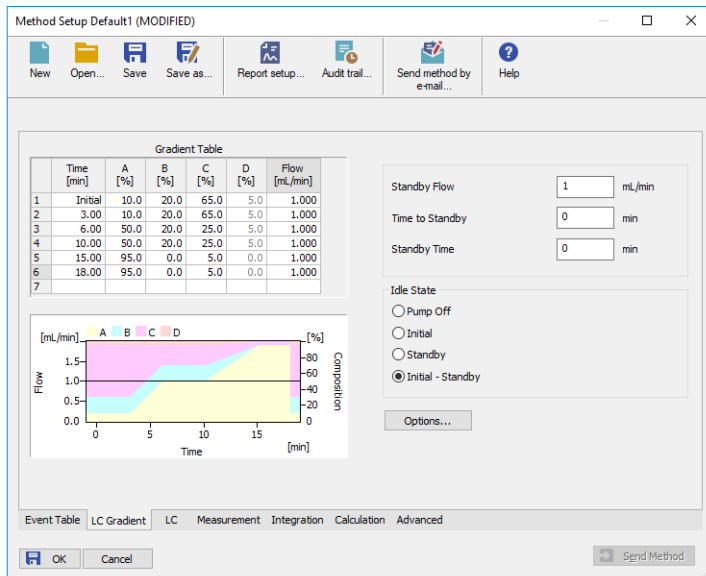 Method Setup Default1 (MODIFIED)
New Open... Save Save as... Report setup... Audit trail... Send method by e-mail... Help
Gradient Table
Time [min] A [%] B [%] C [%] D [%] Flow [mL/min]
1 Initial 10.0 20.0 65.0 5.0 1.000
2 3.00 10.0 20.0 65.0 5.0 1.000
3 6.00 50.0 20.0 25.0 5.0 1.000
4 10.00 50.0 20.0 25.0 5.0 1.000
5 15.00 95.0 0.0 5.0 0.0 1.000
6 18.00 95.0 0.0 5.0 0.0 1.000
7
Standby Flow 1 mL/min
Time to Standby 0 min
Standby Time 0 min
Idle State
Pump Off
Initial
Standby
Initial - Standby
Options...
[mL/min] A B C D [%]
1.5 80
1.0 60
0.5 40
0.0 20
0
Flow
Composition
0 5 10 15 [min]
Time
Event Table LC Gradient LC Measurement Integration Calculation Advanced
OK Cancel Send Method